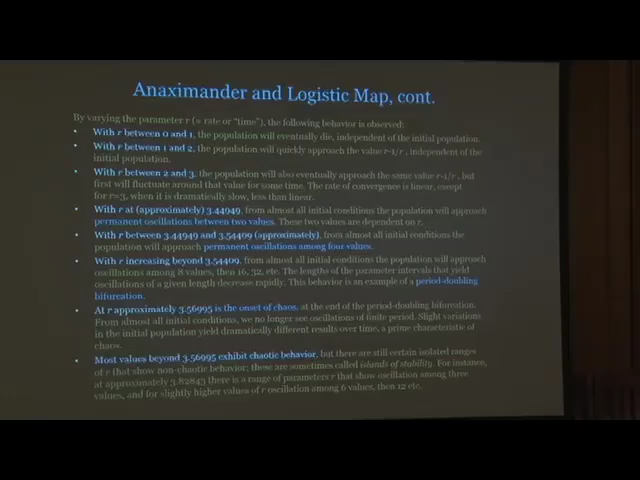 Anaximander and Logistic Map, cont.
By varying the parameter r (= rate or "time"), the following behavior is observed:
• With r between 0 and 1, the population will eventually die, independent of the initial population.
• With r between 1 and 2, the population will quickly approach the value r-1/r , independent of the
initial population.
• With r between 2 and 3, the population will also eventually approach the same value r-1/r , but
first will fluctuate around that value for some time. The rate of convergence is linear, except
for r=3, when it is dramatically slow, less than linear.
• With r at (approximately) 3.44949, from almost all initial conditions the population will approach
permanent oscillations between two values. These two values are dependent on r.
• With r between 3.44949 and 3.54409 (approximately), from almost all initial conditions the
population will approach permanent oscillations among four values.
• With r increasing beyond 3.54409, from almost all initial conditions the population will approach
oscillations among 8 values, then 16, 32, etc. The lengths of the parameter intervals that yield
oscillations of a given length decrease rapidly. This behavior is an example of a period-doubling
bifurcation.
• At r approximately 3.56995 is the onset of chaos, at the end of the period-doubling bifurcation.
From almost all initial conditions, we no longer see oscillations of finite period. Slight variations
in the initial population yield dramatically different results over time, a prime characteristic of
chaos.
• Most values beyond 3.56995 exhibit chaotic behavior, but there are still certain isolated ranges
of r that show non-chaotic behavior; these are sometimes called islands of stability. For instance,
at approximately 3.82843 there is a range of parameters r that show oscillation among three
values, and for slightly higher values of r oscillation among 6 values, then 12 etc.